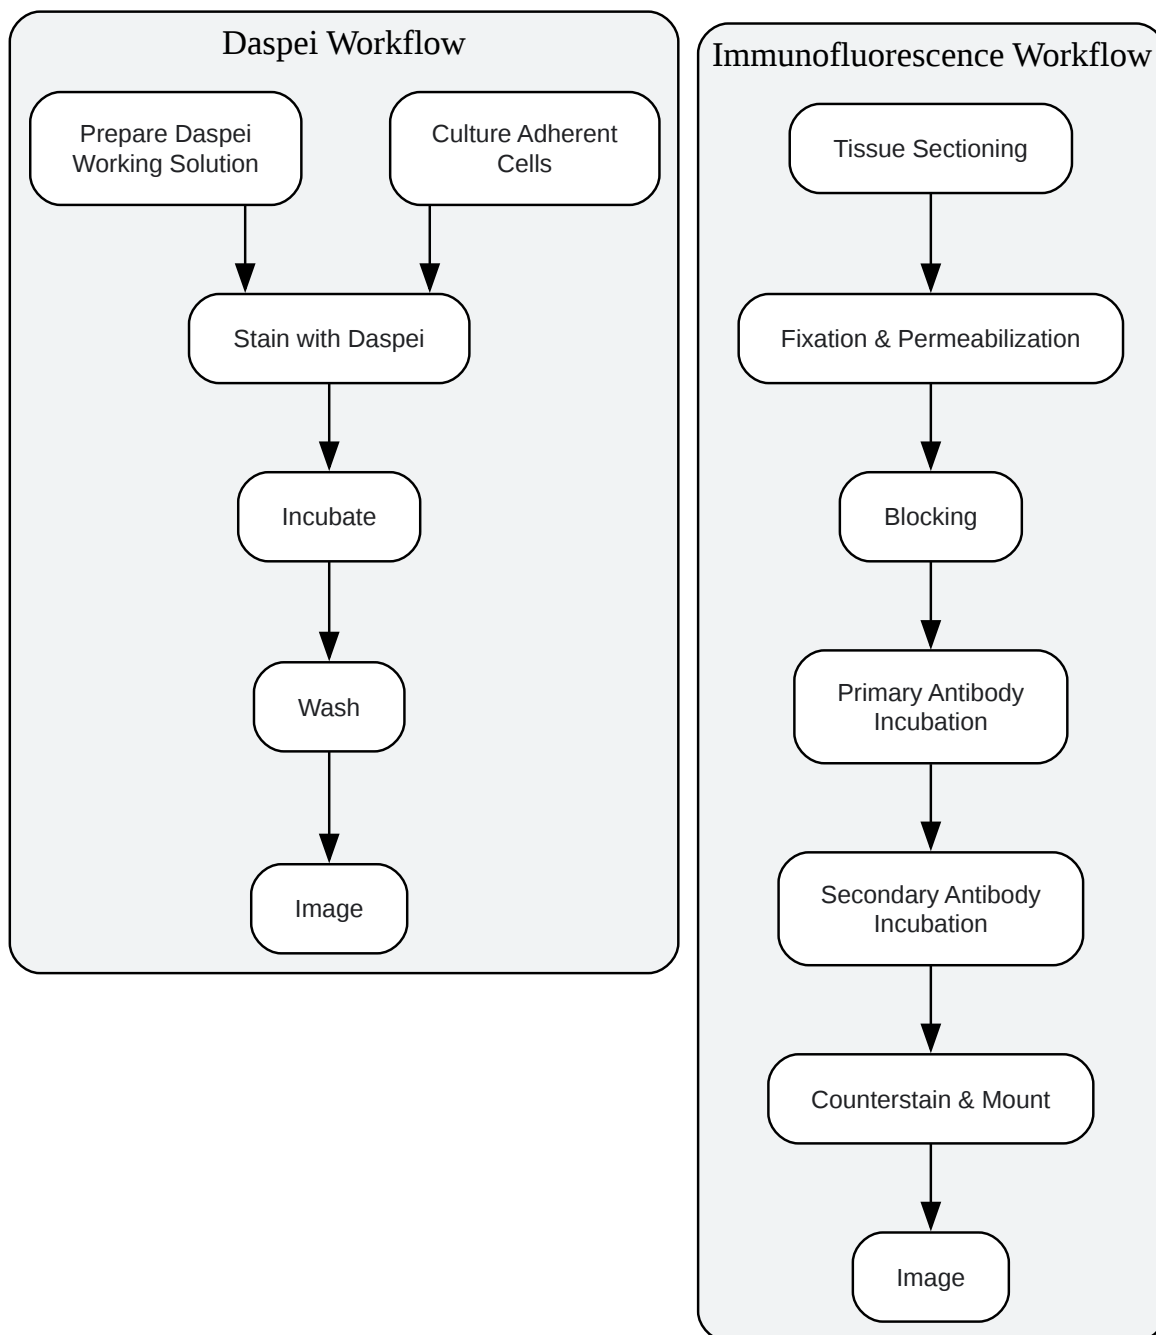 Daspei Workflow
Prepare Daspei
Working Solution
Culture Adherent
Cells
Stain with Daspei
Incubate
Wash
Image
Immunofluorescence Workflow
Tissue Sectioning
Fixation & Permeabilization
Blocking
Primary Antibody
Incubation
Secondary Antibody
Incubation
Counterstain & Mount
Image